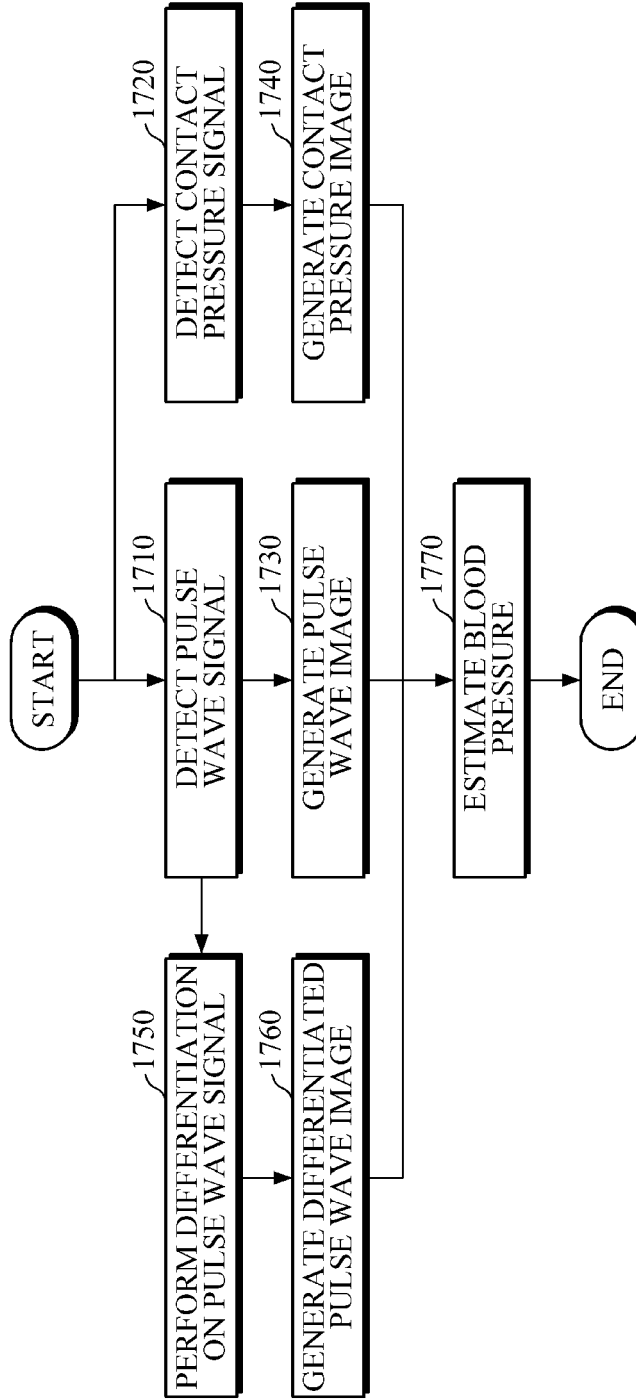 START
1710
DETECT PULSE
WAVE SIGNAL
1720
DETECT CONTACT
PRESSURE SIGNAL
1750
PERFORM DIFFERENTIATION
ON PULSE WAVE SIGNAL
1730
GENERATE PULSE
WAVE IMAGE
1740
GENERATE CONTACT
PRESSURE IMAGE
1760
GENERATE DIFFERENTIATED
PULSE WAVE IMAGE
1770
ESTIMATE BLOOD
PRESSURE
END